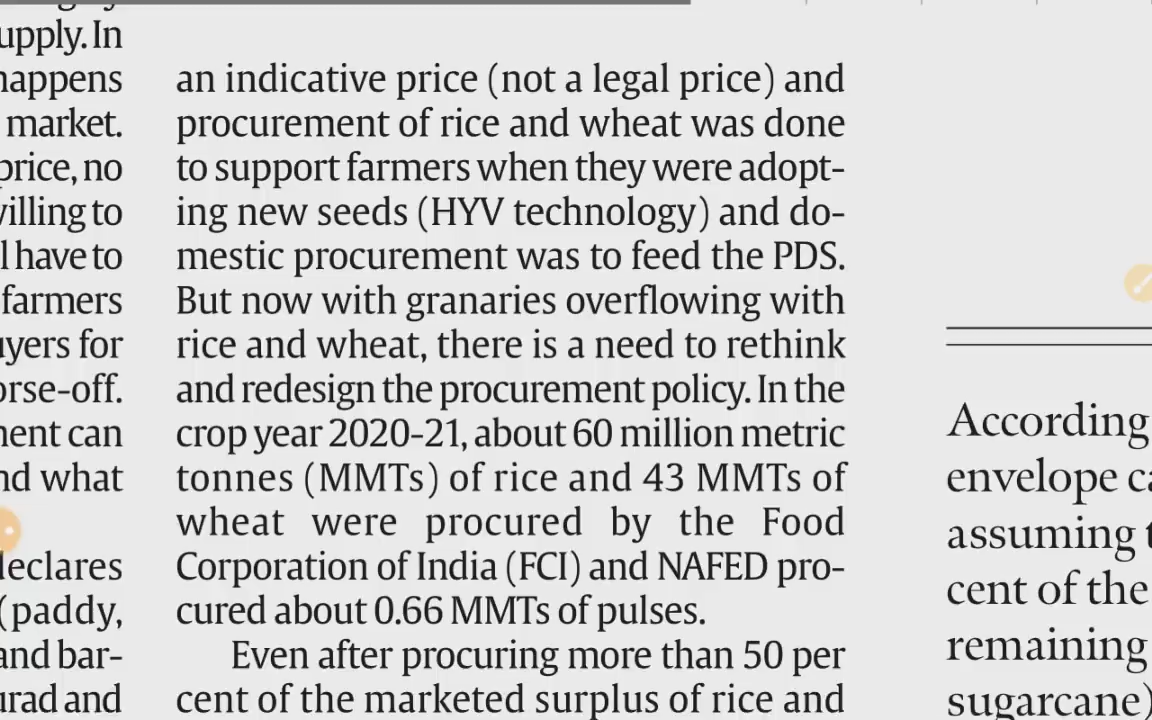 upply. In
happens
market.
price, no
willing to
l have to
farmers
uyers for
orse-off.
ment can
nd what
declares
(paddy,
and bar-
urad and
an indicative price (not a legal price) and
procurement of rice and wheat was done
to support farmers when they were adopt-
ing new seeds (HYV technology) and do-
mestic procurement was to feed the PDS.
But now with granaries overflowing with
rice and wheat, there is a need to rethink
and redesign the procurement policy. In the
crop year 2020-21, about 60 million metric
tonnes (MMTs) of rice and 43 MMTs of
wheat were procured by the Food
Corporation of India (FCI) and NAFED pro-
cured about 0.66 MMTs of pulses.
Even after procuring more than 50 per
cent of the marketed surplus of rice and
According
envelope ca
assuming t
cent of the
remaining
sugarcane)